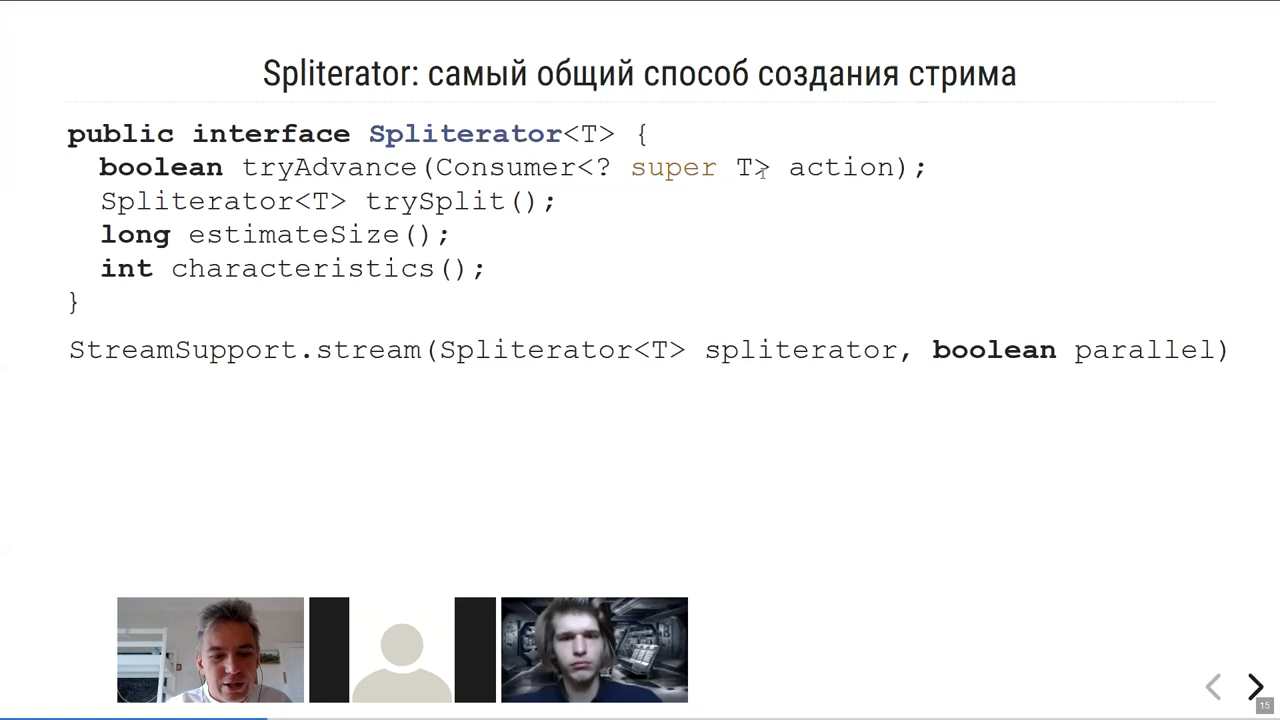 Spliterator: самый общий способ создания стрима
public interface Spliterator<T> {
boolean tryAdvance(Consumer<? super T> action);
Spliterator<T> trySplit();
long estimateSize();
int characteristics();
}
StreamSupport.stream(Spliterator<T> spliterator, boolean parallel)
15